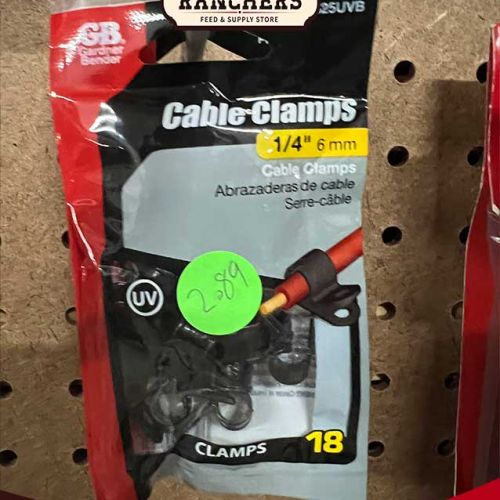 RANCHERS
FEED & SUPPLY STORE
25UVB
GB
Gardner
Bender
Cable Clamps
1/4" 6 mm
Cable Clamps
Abrazaderas de cable
Serre-câble
UV
2.89
CLAMPS 18